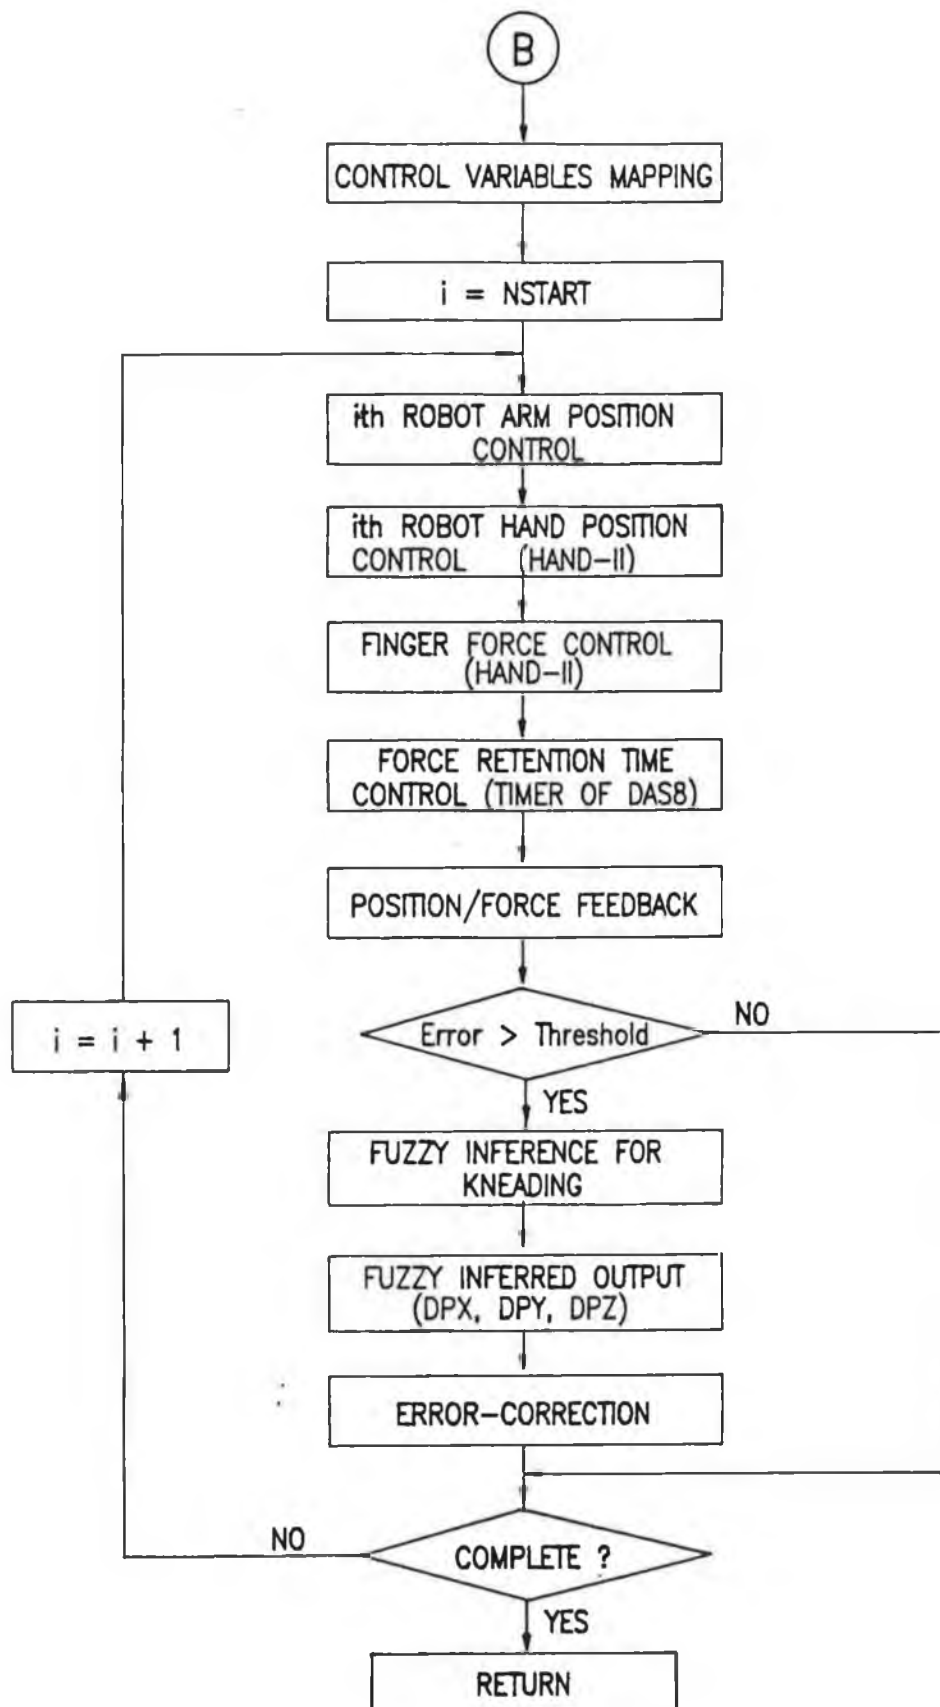 B
CONTROL VARIABLES MAPPING
i = NSTART
ith ROBOT ARM POSITION
CONTROL
ith ROBOT HAND POSITION
CONTROL (HAND-II)
FINGER FORCE CONTROL
(HAND-II)
FORCE RETENTION TIME
CONTROL (TIMER OF DAS8)
POSITION/FORCE FEEDBACK
Error > Threshold
NO
i = i + 1
YES
FUZZY INFERENCE FOR
KNEADING
FUZZY INFERRED OUTPUT
(DPX, DPY, DPZ)
ERROR-CORRECTION
NO
COMPLETE ?
YES
RETURN